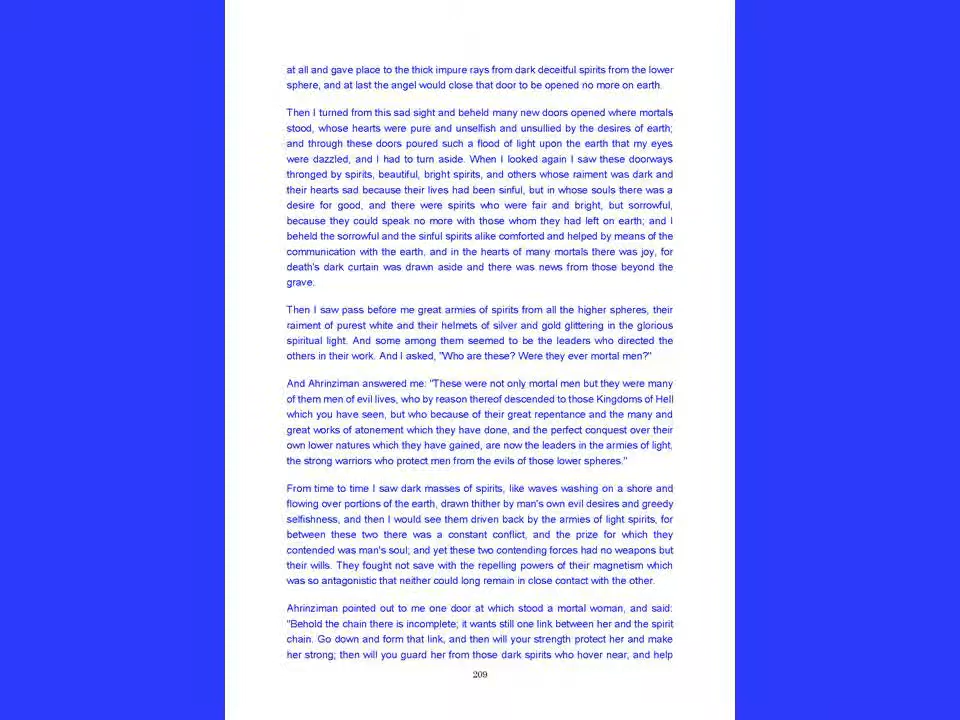 at all and gave place to the thick impure rays from dark deceitful spirits from the lower
sphere, and at last the angel would close that door to be opened no more on earth.
Then I turned from this sad sight and beheld many new doors opened where mortals
stood, whose hearts were pure and unselfish and unsullied by the desires of earth;
and through these doors poured such a flood of light upon the earth that my eyes
were dazzled, and I had to turn aside. When I looked again I saw these doorways
thronged by spirits, beautiful, bright spirits, and others whose raiment was dark and
their hearts sad because their lives had been sinful, but in whose souls there was a
desire for good, and there were spirits who were fair and bright, but sorrowful,
because they could speak no more with those whom they had left on earth; and I
beheld the sorrowful and the sinful spirits alike comforted and helped by means of the
communication with the earth, and in the hearts of many mortals there was joy, for
death's dark curtain was drawn aside and there was news from those beyond the
grave.
Then I saw pass before me great armies of spirits from all the higher spheres, their
raiment of purest white and their helmets of silver and gold glittering in the glorious
spiritual light. And some among them seemed to be the leaders who directed the
others in their work. And I asked, "Who are these? Were they ever mortal men?"
And Ahrinziman answered me: "These were not only mortal men but they were many
of them men of evil lives, who by reason thereof descended to those Kingdoms of Hell
which you have seen, but who because of their great repentance and the many and
great works of atonement which they have done, and the perfect conquest over their
own lower natures which they have gained, are now the leaders in the armies of light,
the strong warriors who protect men from the evils of those lower spheres."
From time to time I saw dark masses of spirits, like waves washing on a shore and
flowing over portions of the earth, drawn thither by man's own evil desires and greedy
selfishness, and then I would see them driven back by the armies of light spirits, for
between these two there was a constant conflict, and the prize for which they
contended was man's soul; and yet these two contending forces had no weapons but
their wills. They fought not save with the repelling powers of their magnetism which
was so antagonistic that neither could long remain in close contact with the other.
Ahrinziman pointed out to me one door at which stood a mortal woman, and said:
"Behold the chain there is incomplete; it wants still one link between her and the spirit
chain. Go down and form that link, and then will your strength protect her and make
her strong; then will you guard her from those dark spirits who hover near, and help
209